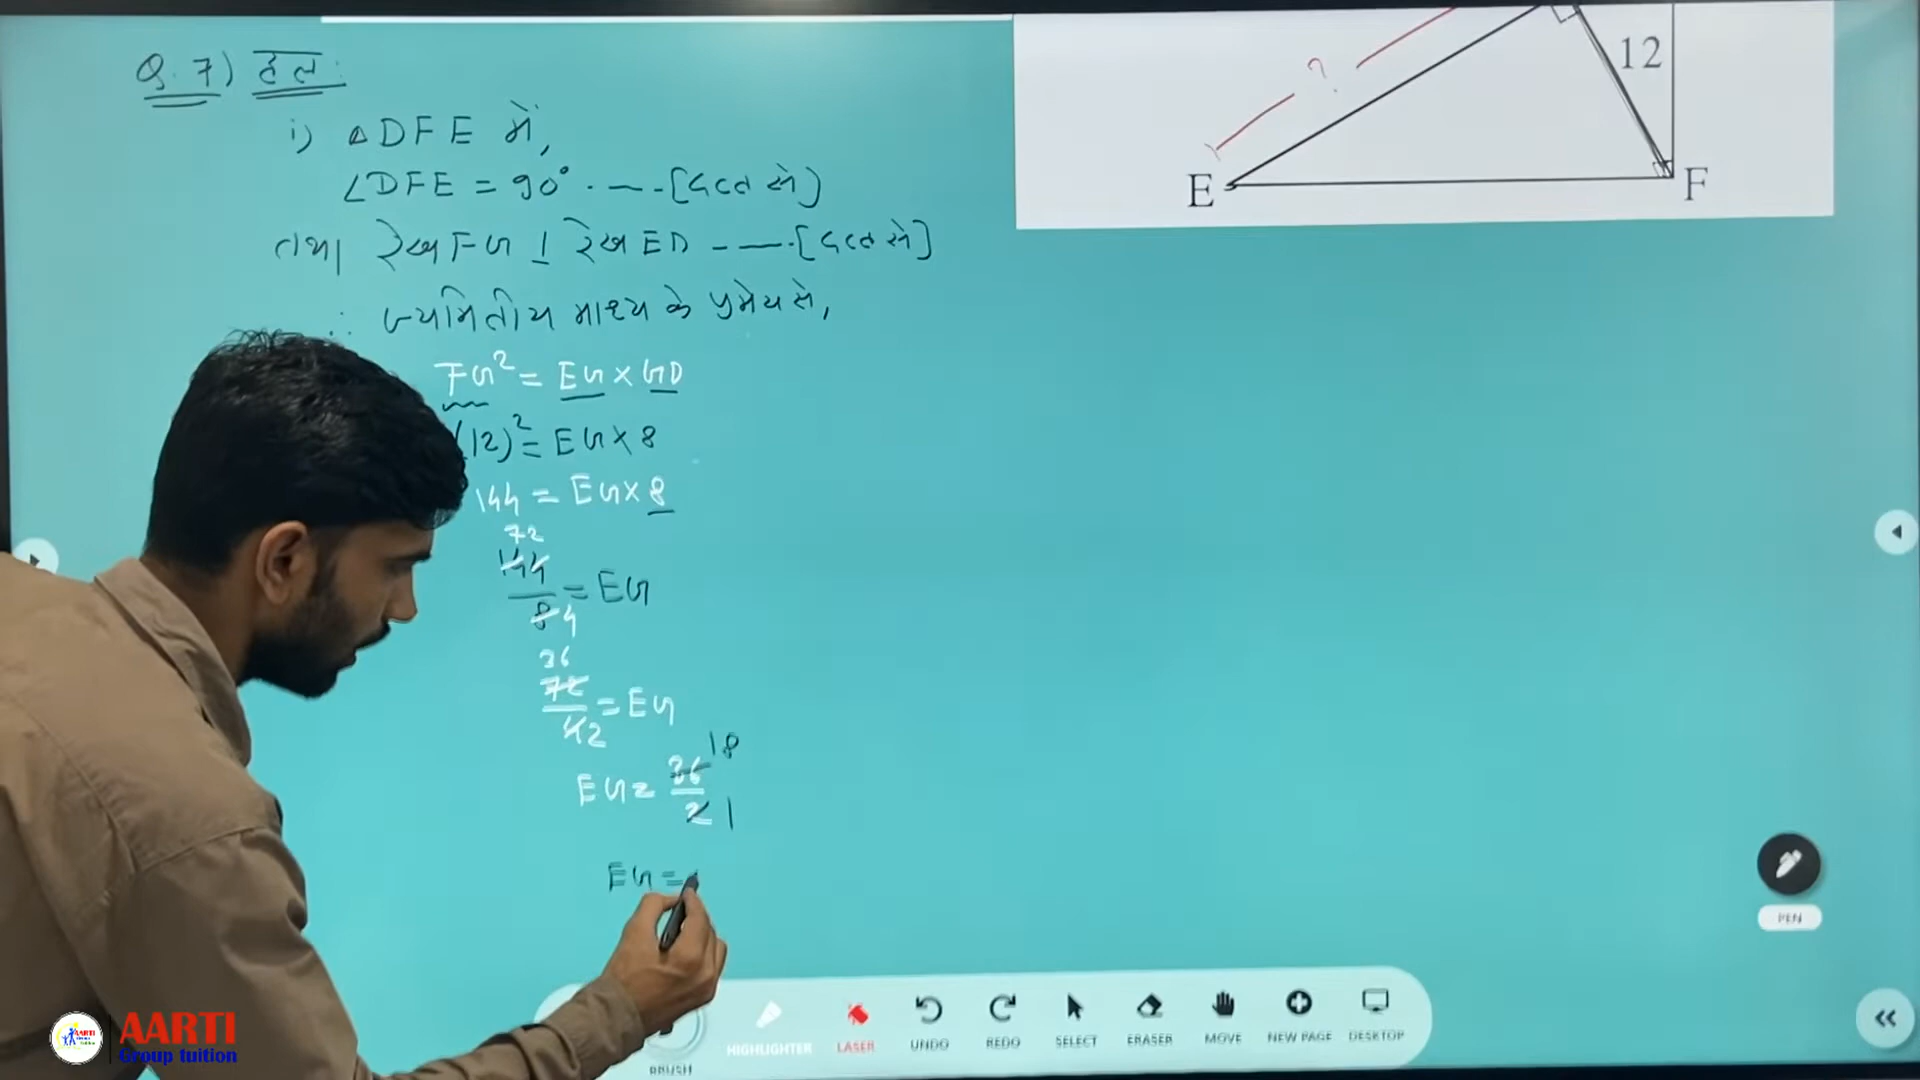 Q. 7) हल:
i) △DFE में,
∠DFE = 90° . —— [दत्त से]
तथा रेख FG ⊥ रेख ED —— [दत्त से]
∴ ज्यामितीय माध्य के प्रमेय से,
FG² = EG × GD
(12)² = EG × 8
144 = EG × 8
72
144
8 4
= EG
36
72
4 2
= EG
EG = 36 18
2 1
EG =
?
12
E
F
PEN
HIGHLIGHTER
LASER
UNDO
REDO
SELECT
ERASER
MOVE
NEW PAGE
DESKTOP
BRUSH
AARTI
Group tuition